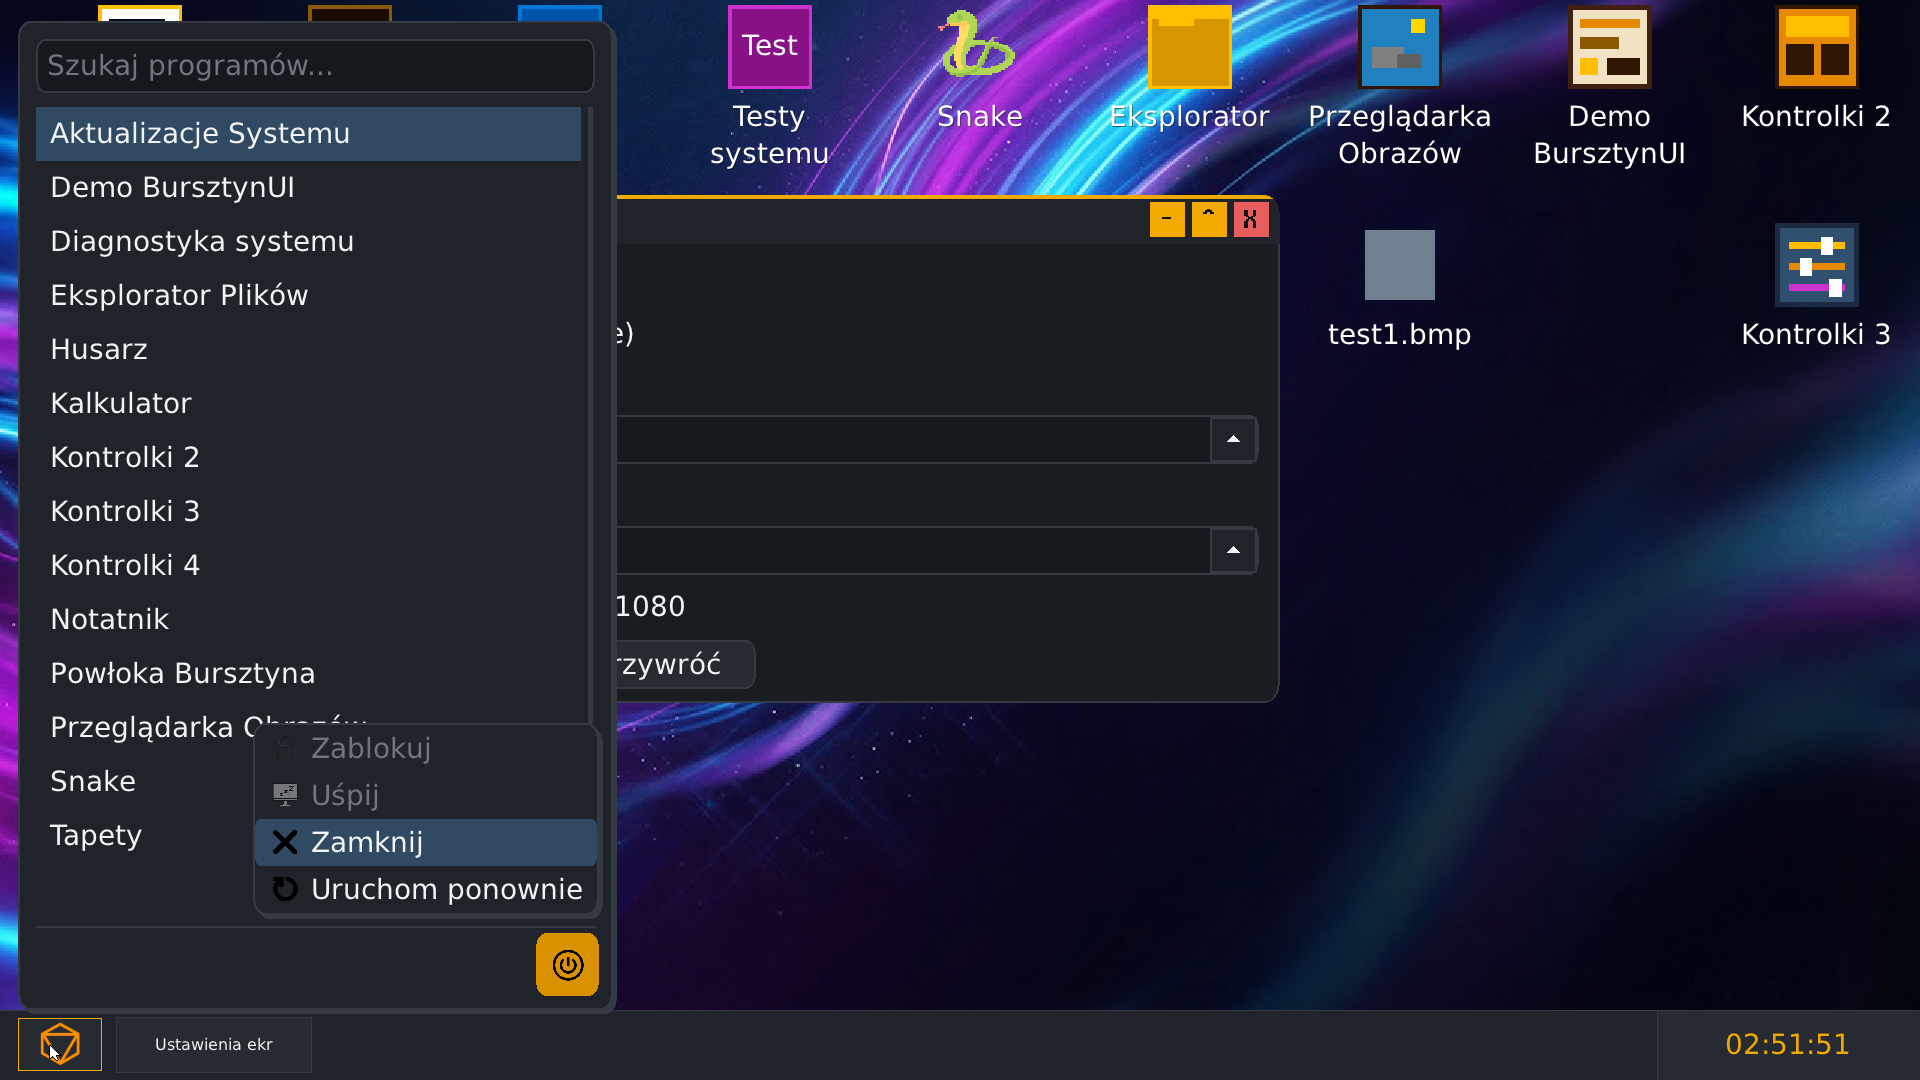 Szukaj programów...
Aktualizacje Systemu
Demo BursztynUI
Diagnostyka systemu
Eksplorator Plików
Husarz
Kalkulator
Kontrolki 2
Kontrolki 3
Kontrolki 4
Notatnik
Powłoka Bursztyna
Przeglądarka Obrazów
Snake
Tapety
Zablokuj
Uśpij
Zamknij
Uruchom ponownie
Test
Testy
systemu
Snake
Eksplorator
Przeglądarka
Obrazów
Demo
BursztynUI
Kontrolki 2
test1.bmp
Kontrolki 3
- ^ X
e)
1080
rzywróć
Ustawienia ekr
02:51:51